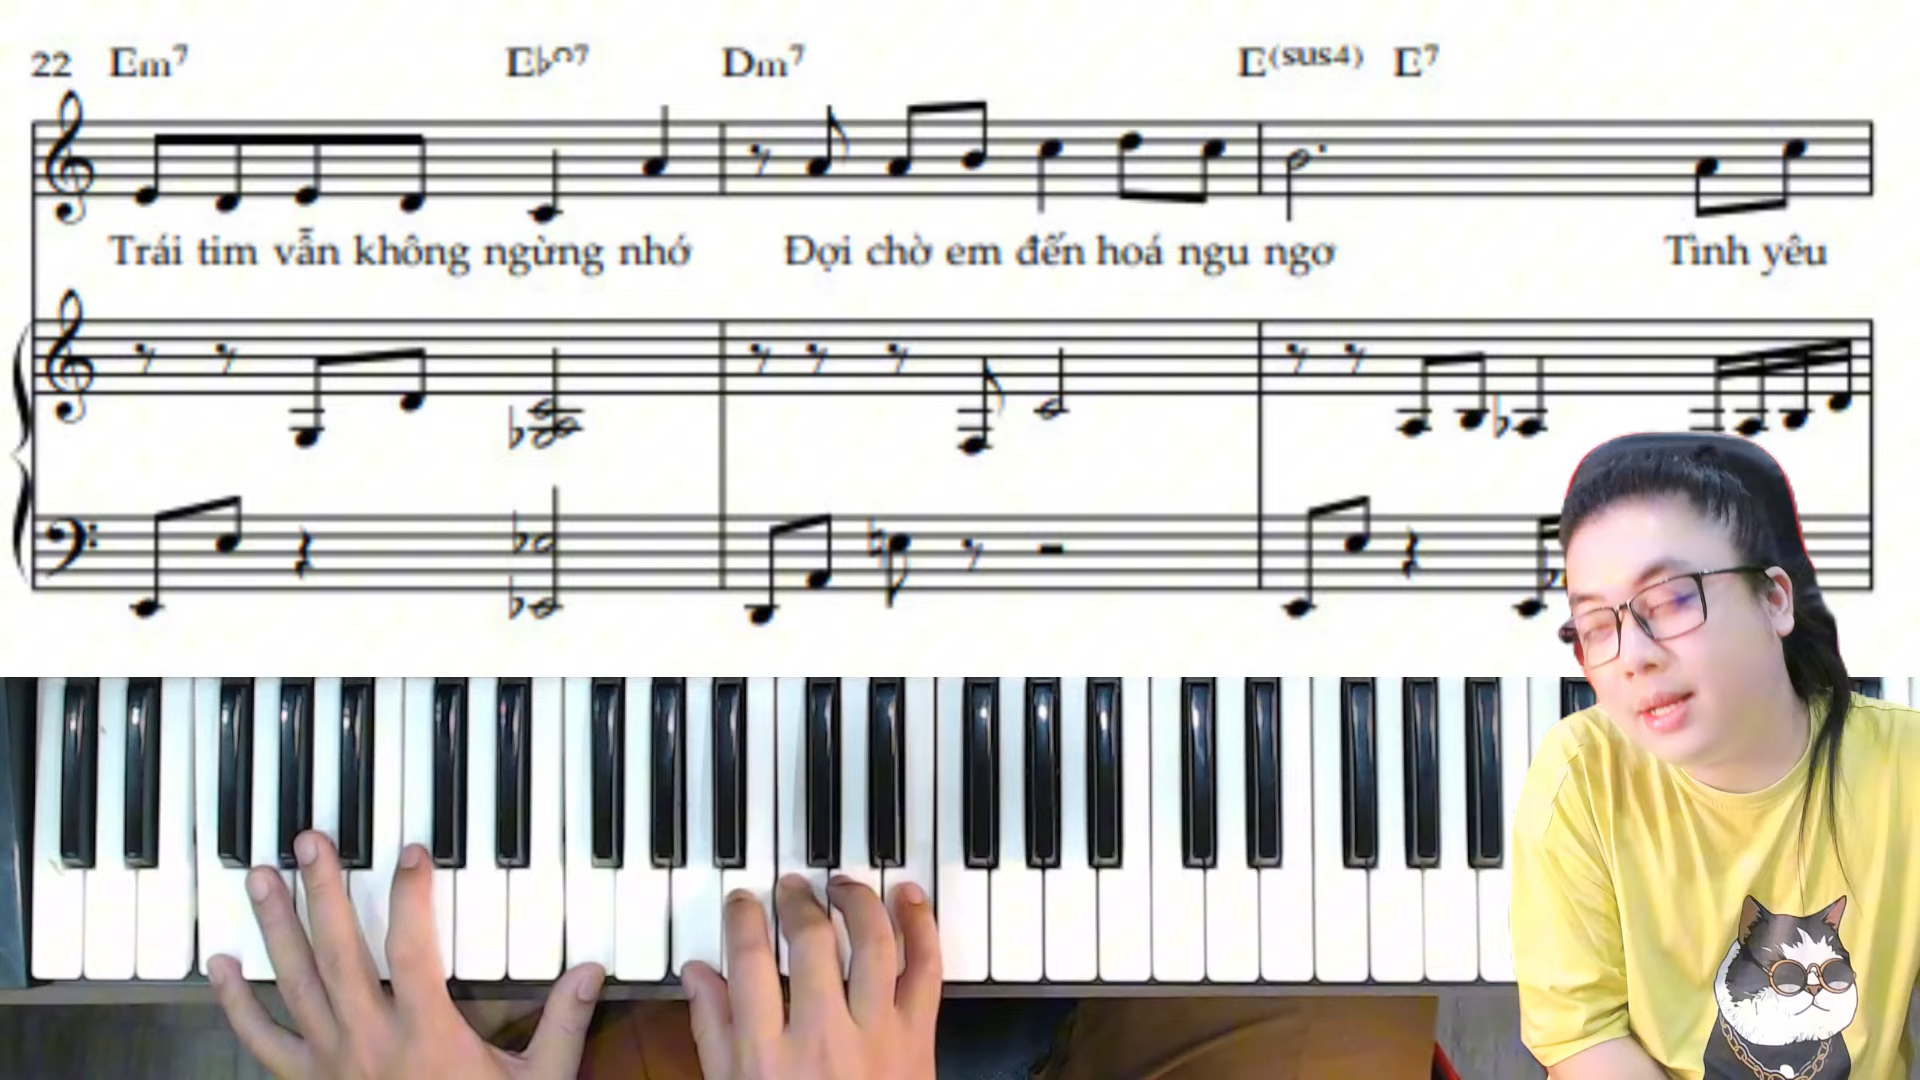 22 Em7 E♭o7 Dm7 E(sus4) E7
Trái tim vẫn không ngừng nhớ Đợi chờ em đến hoá ngu ngơ Tình yêu